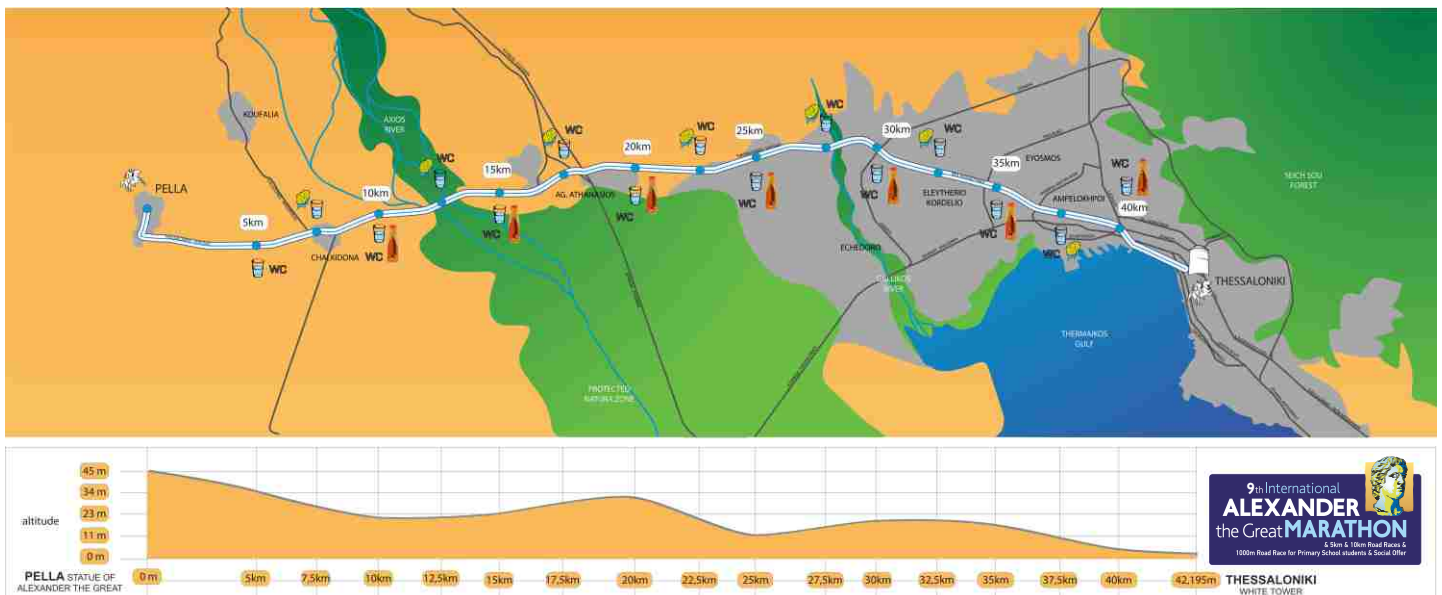 KOUFALIA
AXIOS
RIVER
PELLA
5km
WC
10km
CHALKIDONA
WC
WC
15km
WC
WC
20km
AG. ATHANASIOS
WC
WC
25km
WC
WC
30km
WC
WC
ECHEDORO
GALLIKOS
RIVER
ELEYTHERIO
KORDELIO
35km
WC
EYOSMOS
AMPELOKHPOI
WC
WC
40km
THESSALONIKI
SEICH SOU
FOREST
THERMAIKOS
GULF
PROTECTED
NATURA ZONE
altitude
45 m
34 m
23 m
11 m
0 m
PELLA STATUE OF
ALEXANDER THE GREAT
0 m
5km
7,5km
10km
12,5km
15km
17,5km
20km
22,5km
25km
27,5km
30km
32,5km
35km
37,5km
40km
42,195m
THESSALONIKI
WHITE TOWER
9th International
ALEXANDER
the Great MARATHON
& 5km & 10km Road Races &
1000m Road Race for Primary School students & Social Offer